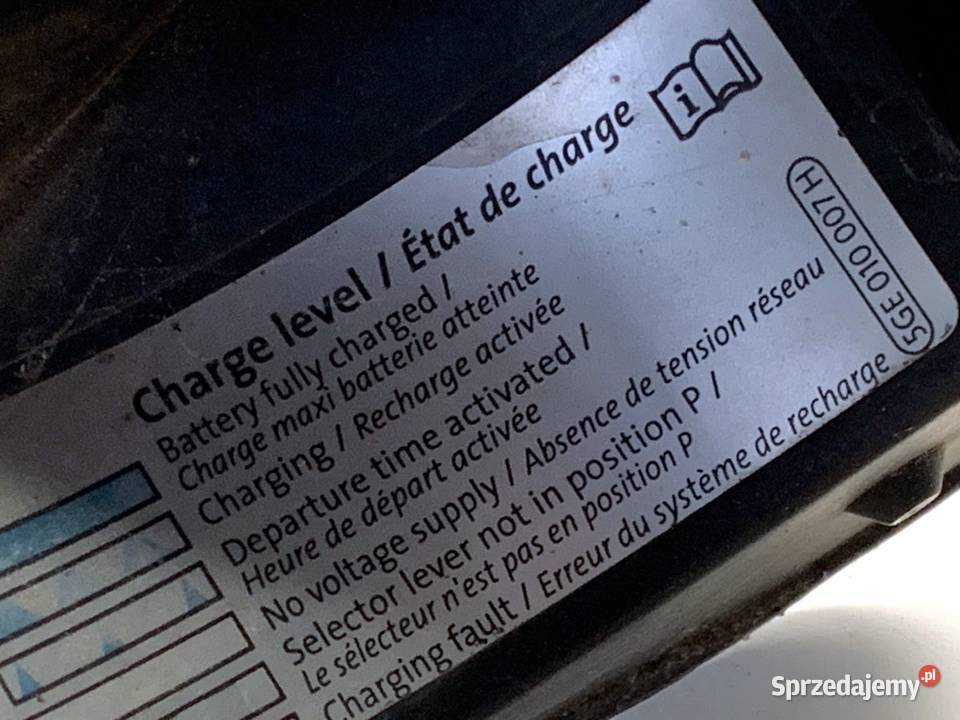 Charge level / État de charge
Battery fully charged /
Charge maxi batterie atteinte
Charging / Recharge activée
Departure time activated /
Heure de départ activée
No voltage supply / Absence de tension réseau
Selector lever not in position P /
Le sélecteur n'est pas en position P
Charging fault / Erreur du système de recharge
5GE 010 007 H
i
Sprzedajemy.pl